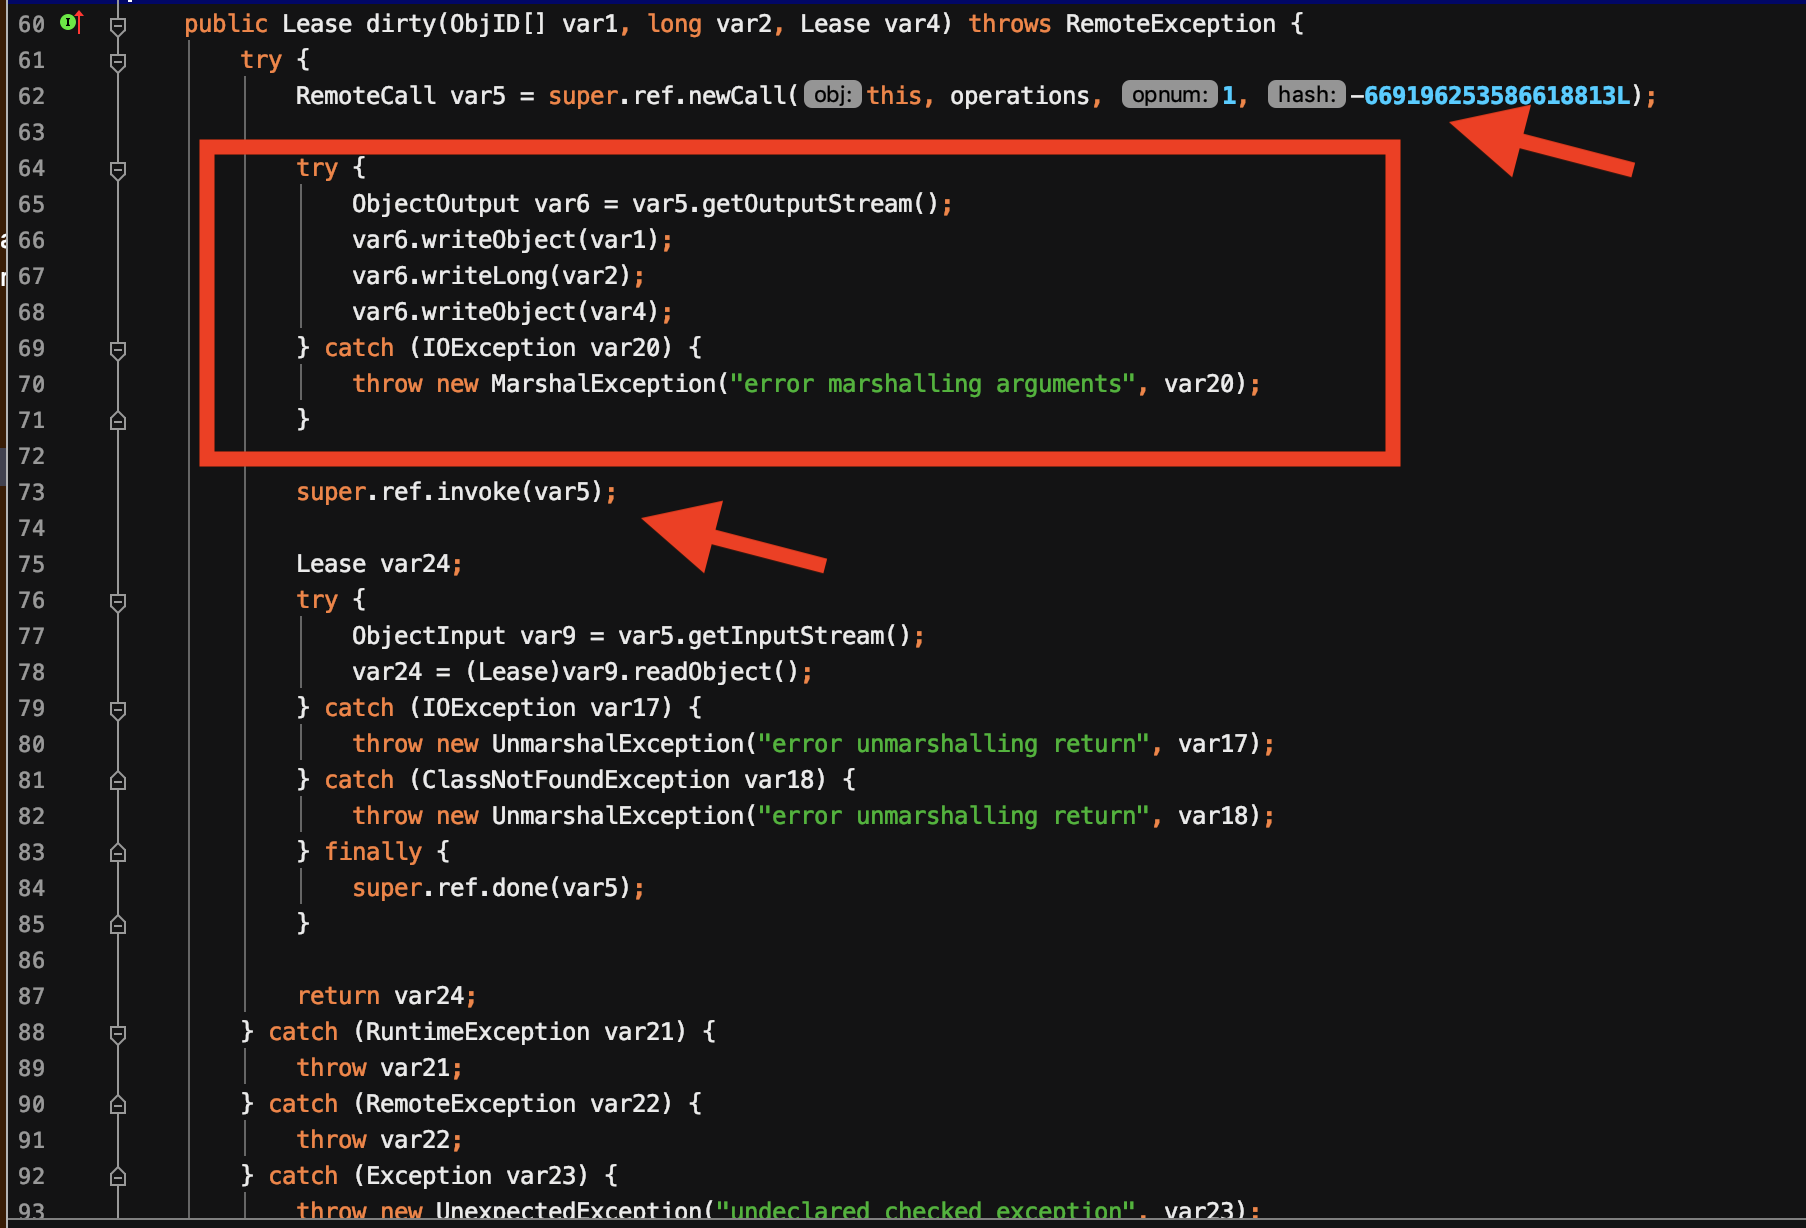 60 public Lease dirty(ObjID[] var1, long var2, Lease var4) throws RemoteException {
61 try {
62 RemoteCall var5 = super.ref.newCall( obj: this, operations, opnum: 1, hash: -669196253586618813L);
63
64 try {
65 ObjectOutput var6 = var5.getOutputStream();
66 var6.writeObject(var1);
67 var6.writeLong(var2);
68 var6.writeObject(var4);
69 } catch (IOException var20) {
70 throw new MarshalException("error marshalling arguments", var20);
71 }
72
73 super.ref.invoke(var5);
74
75 Lease var24;
76 try {
77 ObjectInput var9 = var5.getInputStream();
78 var24 = (Lease)var9.readObject();
79 } catch (IOException var17) {
80 throw new UnmarshalException("error unmarshalling return", var17);
81 } catch (ClassNotFoundException var18) {
82 throw new UnmarshalException("error unmarshalling return", var18);
83 } finally {
84 super.ref.done(var5);
85 }
86
87 return var24;
88 } catch (RuntimeException var21) {
89 throw var21;
90 } catch (RemoteException var22) {
91 throw var22;
92 } catch (Exception var23) {
93 throw new UnexpectedException("undeclared checked exception", var23);